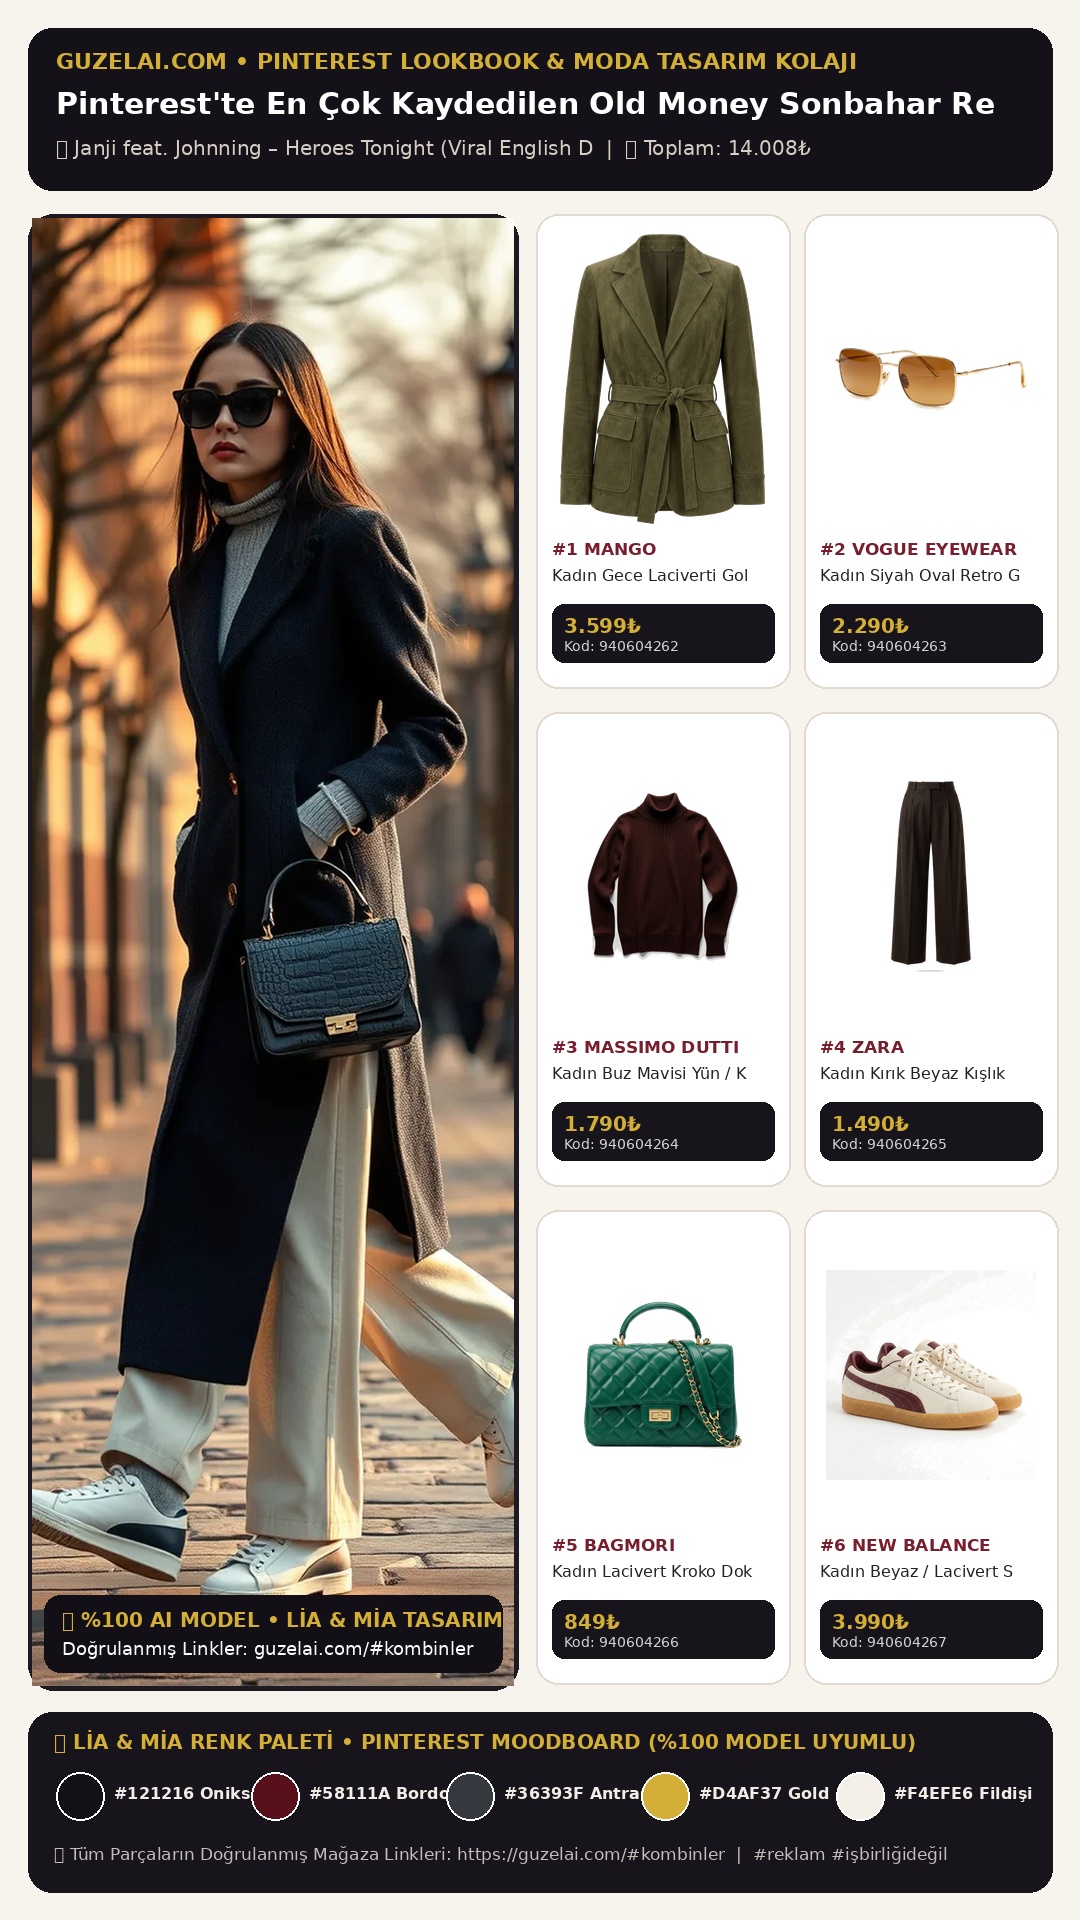 GUZELAI.COM • PINTEREST LOOKBOOK & MODA TASARIM KOLAJI
Pinterest'te En Çok Kaydedilen Old Money Sonbahar Re
Janji feat. Johnning – Heroes Tonight (Viral English D | Toplam: 14.008₺
#1 MANGO
Kadın Gece Laciverti Gol
3.599₺
Kod: 940604262
#2 VOGUE EYEWEAR
Kadın Siyah Oval Retro G
2.290₺
Kod: 940604263
#3 MASSIMO DUTTI
Kadın Buz Mavisi Yün / K
1.790₺
Kod: 940604264
#4 ZARA
Kadın Kırık Beyaz Kışlık
1.490₺
Kod: 940604265
#5 BAGMORI
Kadın Lacivert Kroko Dok
849₺
Kod: 940604266
#6 NEW BALANCE
Kadın Beyaz / Lacivert S
3.990₺
Kod: 940604267
%100 AI MODEL • LİA & MİA TASARIM
Doğrulanmış Linkler: guzelai.com/#kombinler
LİA & MİA RENK PALETİ • PINTEREST MOODBOARD (%100 MODEL UYUMLU)
#121216 Oniks #58111A Bordo #36393F Antra #D4AF37 Gold #F4EFE6 Fildişi
Tüm Parçaların Doğrulanmış Mağaza Linkleri: https://guzelai.com/#kombinler | #reklam #işbirliğideğil